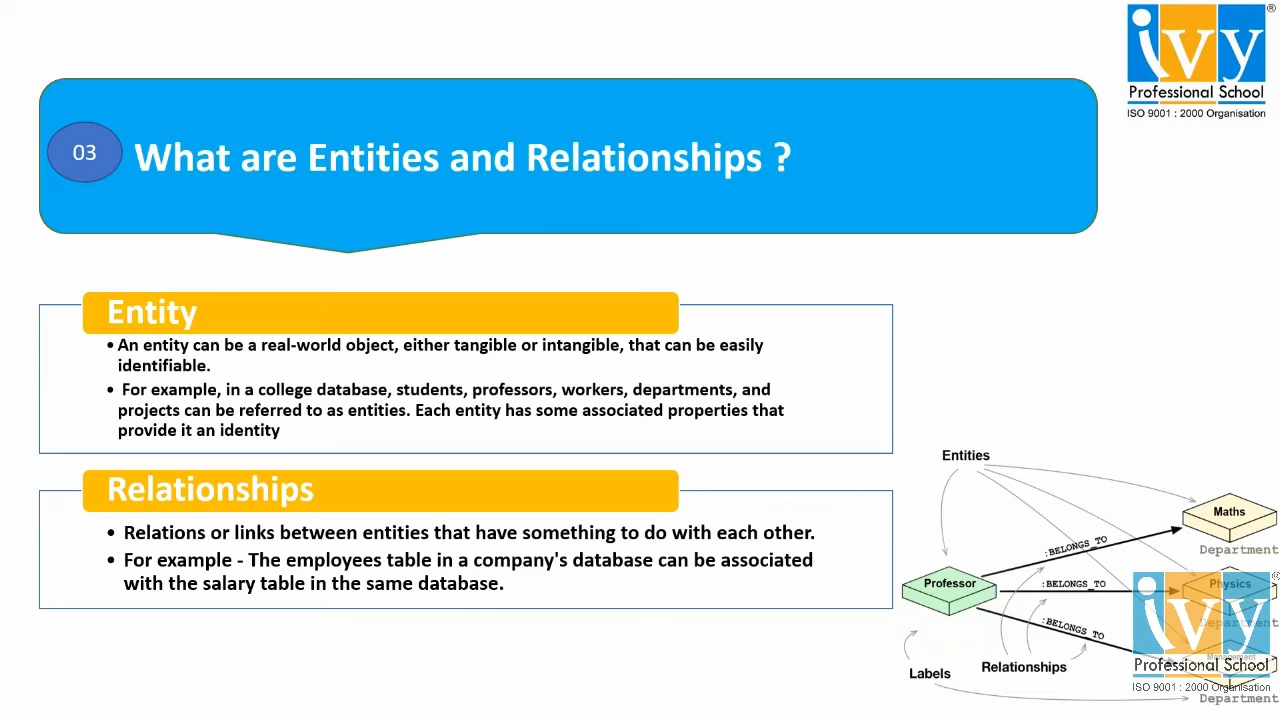 ivy
®
Professional School
ISO 9001 : 2000 Organisation
03
What are Entities and Relationships ?
Entity
•An entity can be a real-world object, either tangible or intangible, that can be easily
identifiable.
• For example, in a college database, students, professors, workers, departments, and
projects can be referred to as entities. Each entity has some associated properties that
provide it an identity
Relationships
• Relations or links between entities that have something to do with each other.
• For example - The employees table in a company's database can be associated
with the salary table in the same database.
Entities
Maths
Department
:BELONGS_TO
Professor
:BELONGS_TO
Physics
Department
:BELONGS_TO
Management
Department
Relationships
Labels
ivy
®
Professional School
ISO 9001 : 2000 Organisation